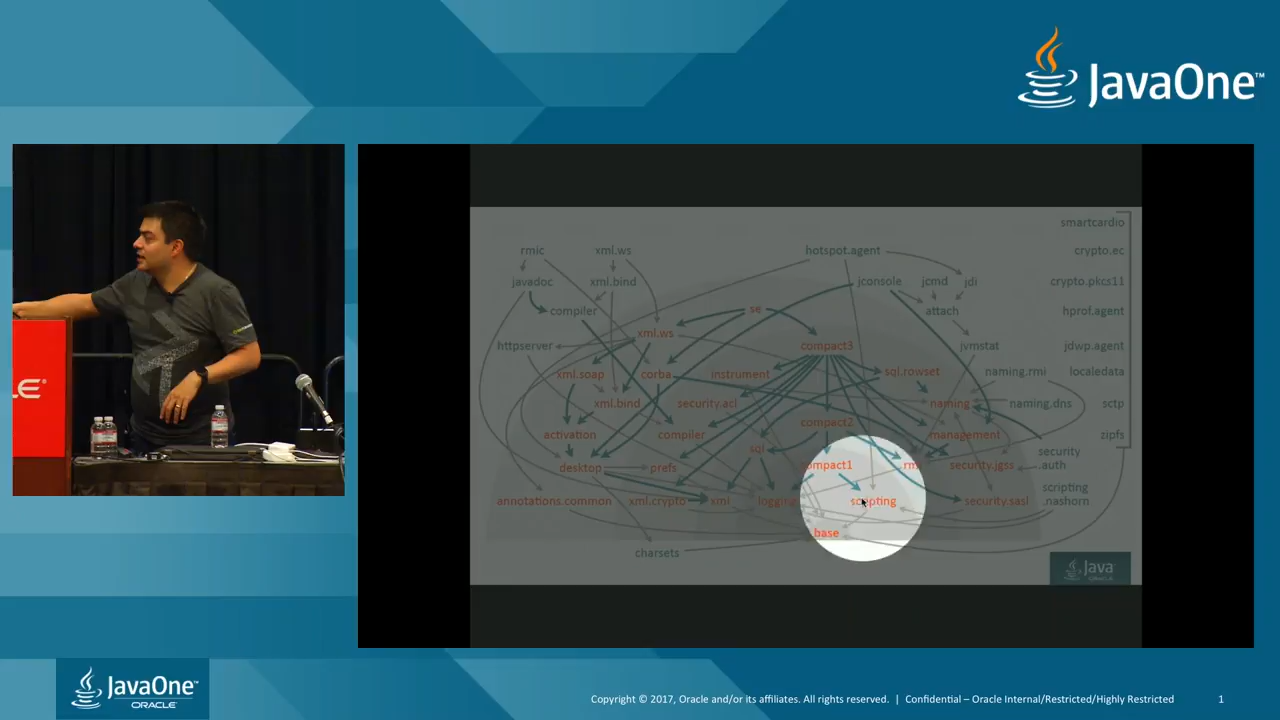 JavaOne™
smartcardio
rmic xml.ws hotspot.agent crypto.ec
javadoc xml.bind jconsole jcmd jdi crypto.pkcs11
compiler se attach hprof.agent
xml.ws
httpserver compact3 jvmstat jdwp.agent
xml.soap corba instrument sql.rowset naming.rmi localedata
xml.bind security.acl naming naming.dns sctp
compact2
activation compiler management zipfs
sql security
desktop prefs compact1 rmi security.jgss .auth
scripting
annotations.common xml.crypto xml logging scripting security.sasl .nashorn
base
charsets
Java
ORACLE
LE®
JavaOne™
ORACLE
Copyright © 2017, Oracle and/or its affiliates. All rights reserved. | Confidential – Oracle Internal/Restricted/Highly Restricted 1